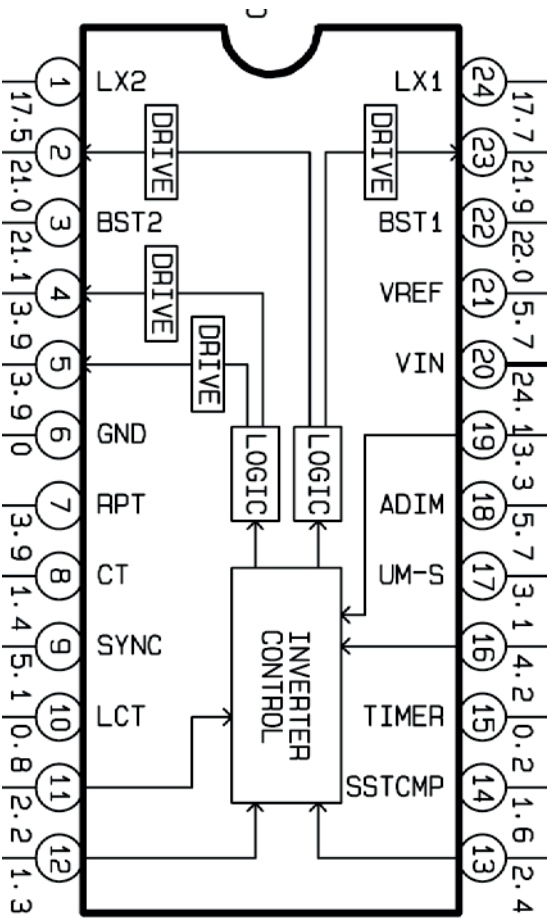 1 LX2 LX1 24
17.5 17.7
2 DRIVE DRIVE 23
21.0 21.9
3 BST2 BST1 22
21.1 22.0
4 DRIVE VREF 21
3.9 5.7
5 DRIVE VIN 20
3.9 24.1
6 GND LOGIC LOGIC 19
0 3.3
7 RPT ADIM 18
3.9 5.7
8 CT UM-S 17
1.4 3.1
9 SYNC 16
5.1 4.2
INVERTER
CONTROL
10 LCT TIMER 15
0.8 0.2
11 SSTCMP 14
2.2 1.6
12 13
1.3 2.4